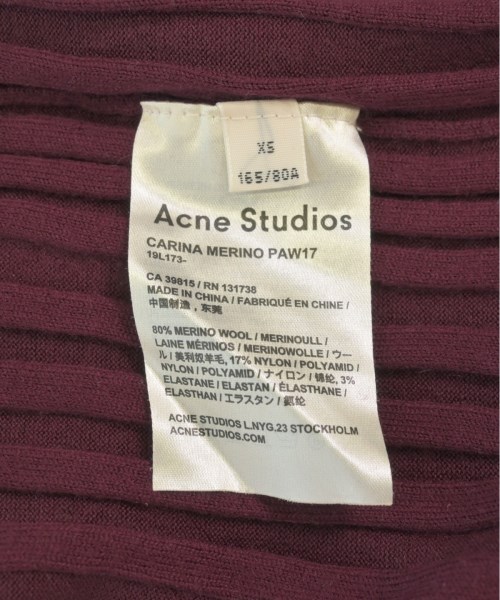 XS
165/80A
Acne Studios
CARINA MERINO PAW17
19L173-
CA 39815 / RN 131738
MADE IN CHINA / FABRIQUÉ EN CHINE /
中国制造，东莞
80% MERINO WOOL / MERINOULL /
LAINE MÉRINOS / MERINOWOLLE / ウー
ル / 美利奴羊毛, 17% NYLON / POLYAMID /
NYLON / POLYAMID / ナイロン / 锦纶, 3%
ELASTANE / ELASTAN / ÉLASTHANE /
ELASTHAN / エラスタン / 氨纶
ACNE STUDIOS L.NYG.23 STOCKHOLM
ACNESTUDIOS.COM